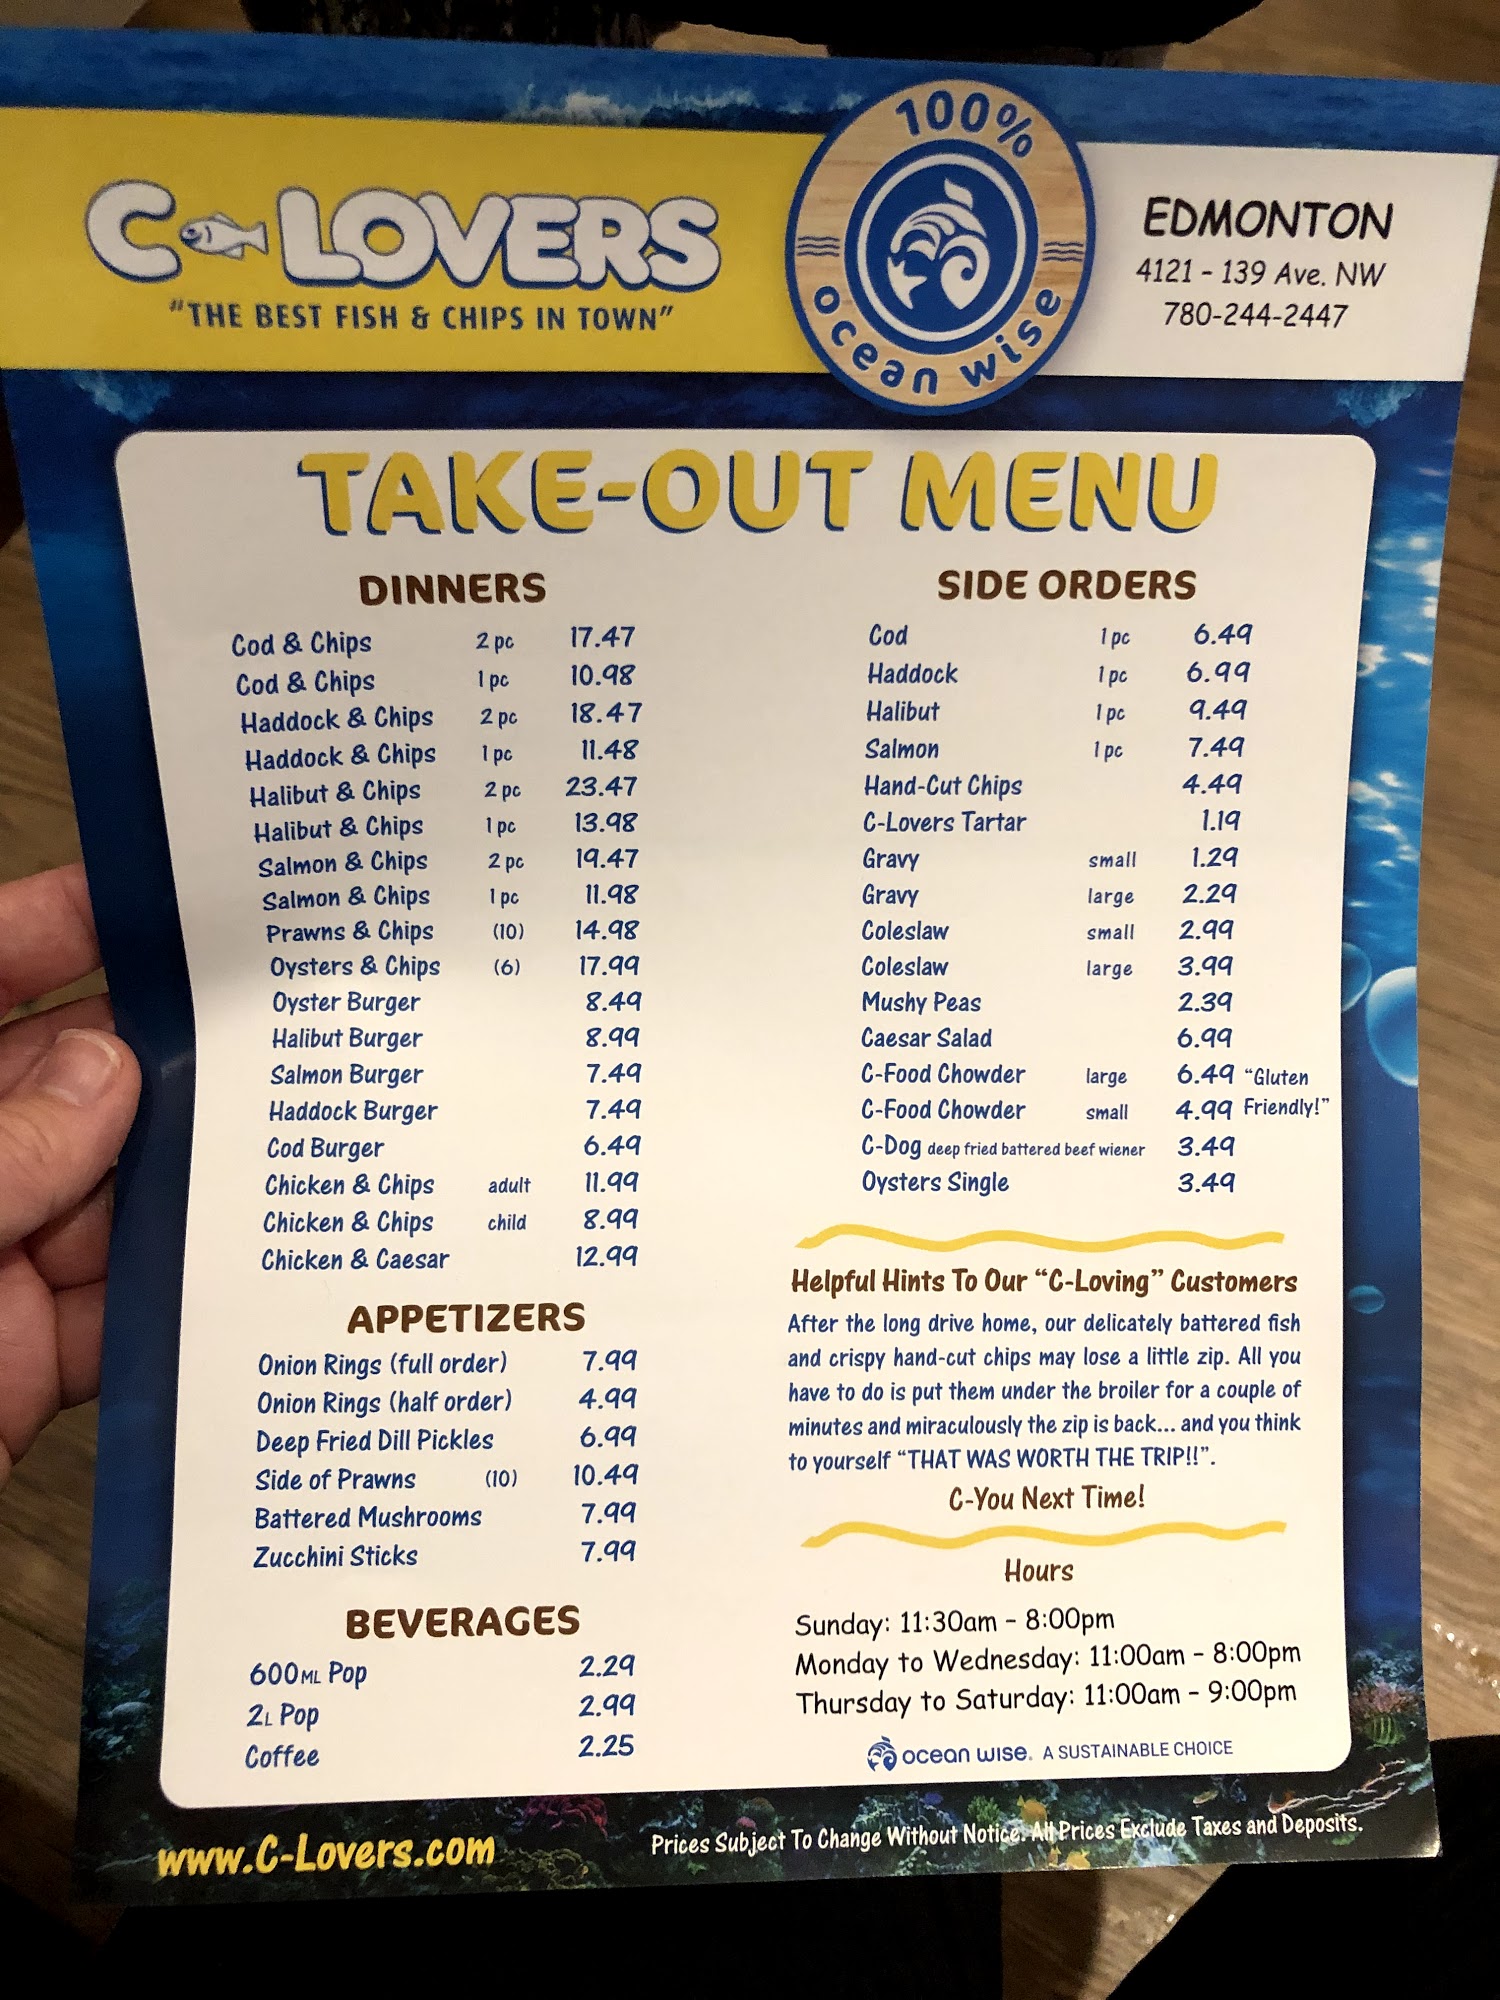 C LOVERS
"THE BEST FISH & CHIPS IN TOWN"
100%
ocean wise
EDMONTON
4121 - 139 Ave. NW
780-244-2447
TAKE-OUT MENU
DINNERS
Cod & Chips 2 pc 17.47
Cod & Chips 1 pc 10.98
Haddock & Chips 2 pc 18.47
Haddock & Chips 1 pc 11.48
Halibut & Chips 2 pc 23.47
Halibut & Chips 1 pc 13.98
Salmon & Chips 2 pc 19.47
Salmon & Chips 1 pc 11.98
Prawns & Chips (10) 14.98
Oysters & Chips (6) 17.99
Oyster Burger 8.49
Halibut Burger 8.99
Salmon Burger 7.49
Haddock Burger 7.49
Cod Burger 6.49
Chicken & Chips adult 11.99
Chicken & Chips child 8.99
Chicken & Caesar 12.99
APPETIZERS
Onion Rings (full order) 7.99
Onion Rings (half order) 4.99
Deep Fried Dill Pickles 6.99
Side of Prawns (10) 10.49
Battered Mushrooms 7.99
Zucchini Sticks 7.99
BEVERAGES
600ML Pop 2.29
2L Pop 2.99
Coffee 2.25
SIDE ORDERS
Cod 1 pc 6.49
Haddock 1 pc 6.99
Halibut 1 pc 9.49
Salmon 1 pc 7.49
Hand-Cut Chips 4.49
C-Lovers Tartar 1.19
Gravy small 1.29
Gravy large 2.29
Coleslaw small 2.99
Coleslaw large 3.99
Mushy Peas 2.39
Caesar Salad 6.99
C-Food Chowder large 6.49 "Gluten
C-Food Chowder small 4.99 Friendly!"
C-Dog deep fried battered beef wiener 3.49
Oysters Single 3.49
Helpful Hints To Our "C-Loving" Customers
After the long drive home, our delicately battered fish
and crispy hand-cut chips may lose a little zip. All you
have to do is put them under the broiler for a couple of
minutes and miraculously the zip is back... and you think
to yourself "THAT WAS WORTH THE TRIP!!".
C-You Next Time!
Hours
Sunday: 11:30am - 8:00pm
Monday to Wednesday: 11:00am - 8:00pm
Thursday to Saturday: 11:00am - 9:00pm
ocean wise. A SUSTAINABLE CHOICE
www.C-Lovers.com
Prices Subject To Change Without Notice. All Prices Exclude Taxes and Deposits.